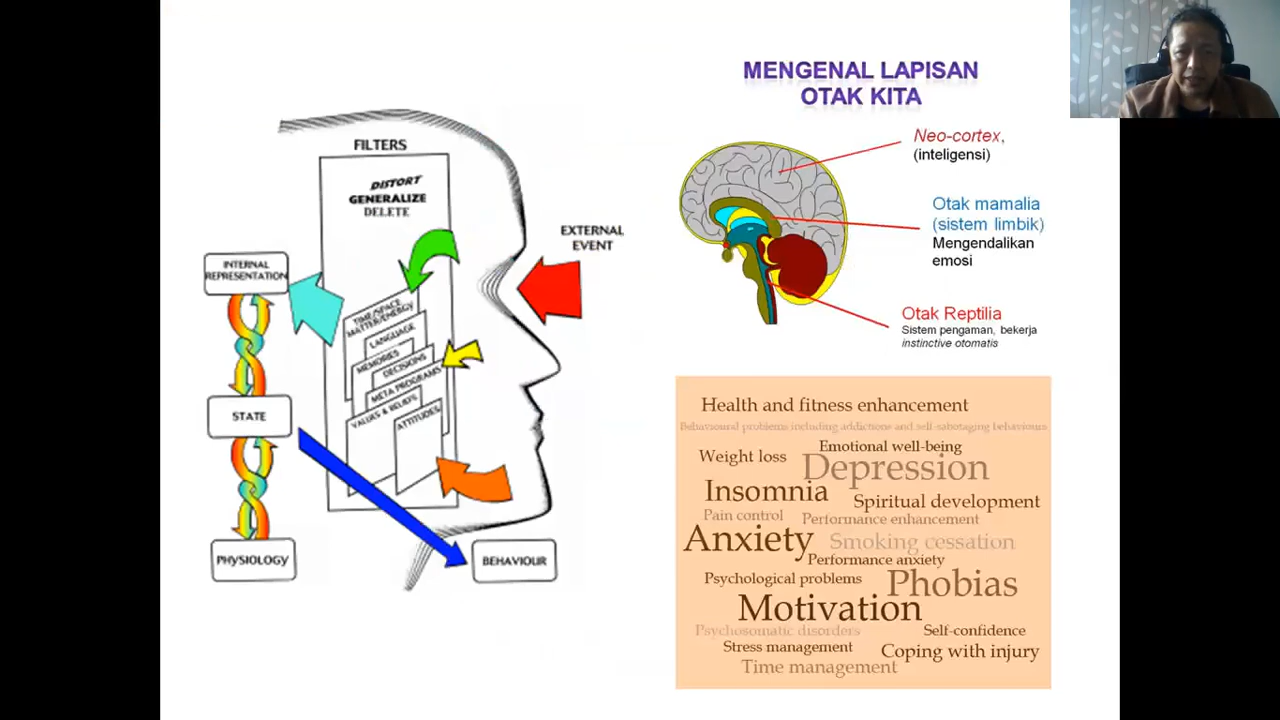 FILTERS
DISTORT
GENERALIZE
DELETE
EXTERNAL
EVENT
INTERNAL
REPRESENTATION
TIME/SPACE
MATTER/ENERGY
LANGUAGE
MEMORIES
DECISIONS
META PROGRAMS
VALUES & BELIEFS
ATTITUDES
STATE
PHYSIOLOGY
BEHAVIOUR
MENGENAL LAPISAN
OTAK KITA
Neo-cortex,
(inteligensi)
Otak mamalia
(sistem limbik)
Mengendalikan
emosi
Otak Reptilia
Sistem pengaman, bekerja
instinctive otomatis
Health and fitness enhancement
Behavioural problems including addictions and self-sabotaging behaviours
Emotional well-being
Weight loss
Depression
Insomnia
Spiritual development
Pain control
Performance enhancement
Anxiety
Smoking cessation
Performance anxiety
Psychological problems
Phobias
Motivation
Psychosomatic disorders
Self-confidence
Stress management
Coping with injury
Time management